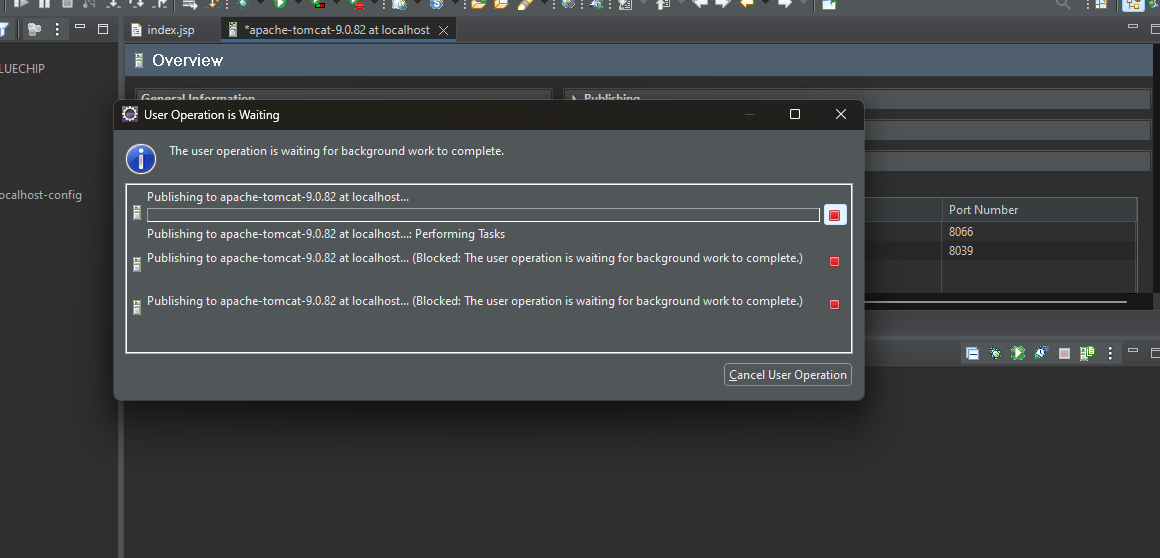 index.jsp
*apache-tomcat-9.0.82 at localhost
LUECHIP
Overview
General Information
Publishing
User Operation is Waiting
The user operation is waiting for background work to complete.
Publishing to apache-tomcat-9.0.82 at localhost...
Publishing to apache-tomcat-9.0.82 at localhost...: Performing Tasks
Publishing to apache-tomcat-9.0.82 at localhost... (Blocked: The user operation is waiting for background work to complete.)
Publishing to apache-tomcat-9.0.82 at localhost... (Blocked: The user operation is waiting for background work to complete.)
Cancel User Operation
ocalhost-config
Port Number
8066
8039